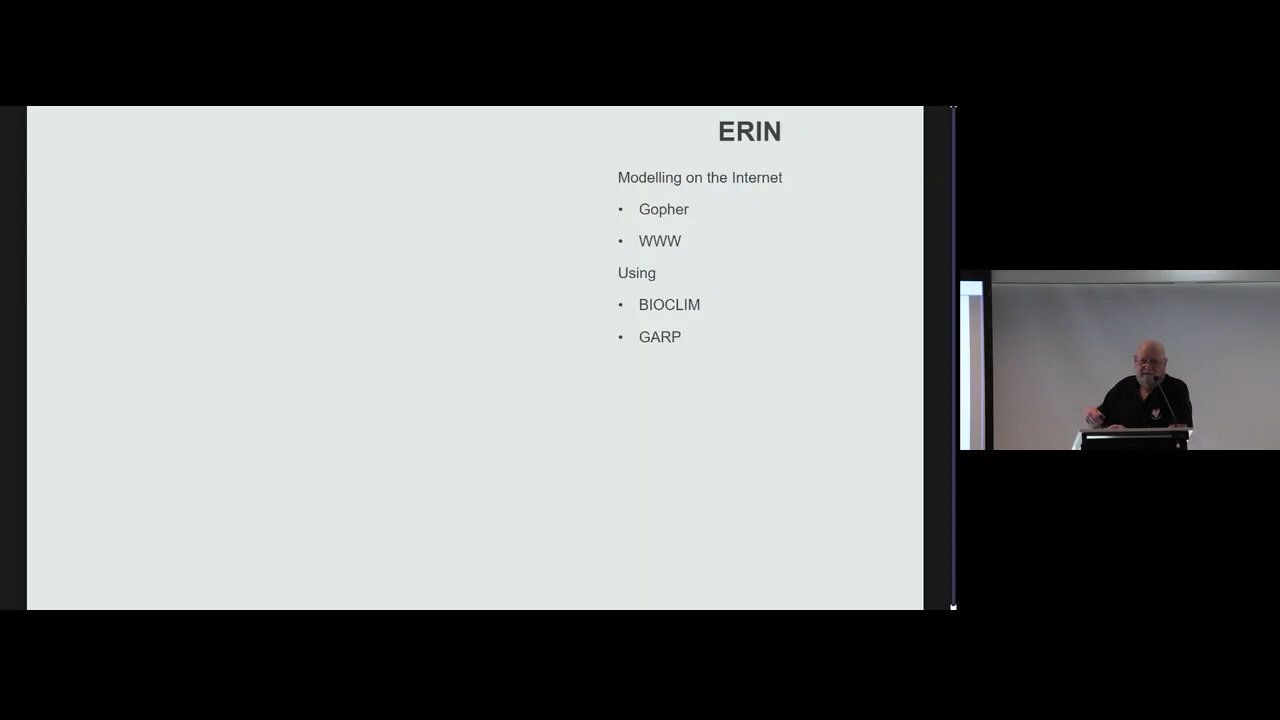 ERIN
Modelling on the Internet
• Gopher
• WWW
Using
• BIOCLIM
• GARP